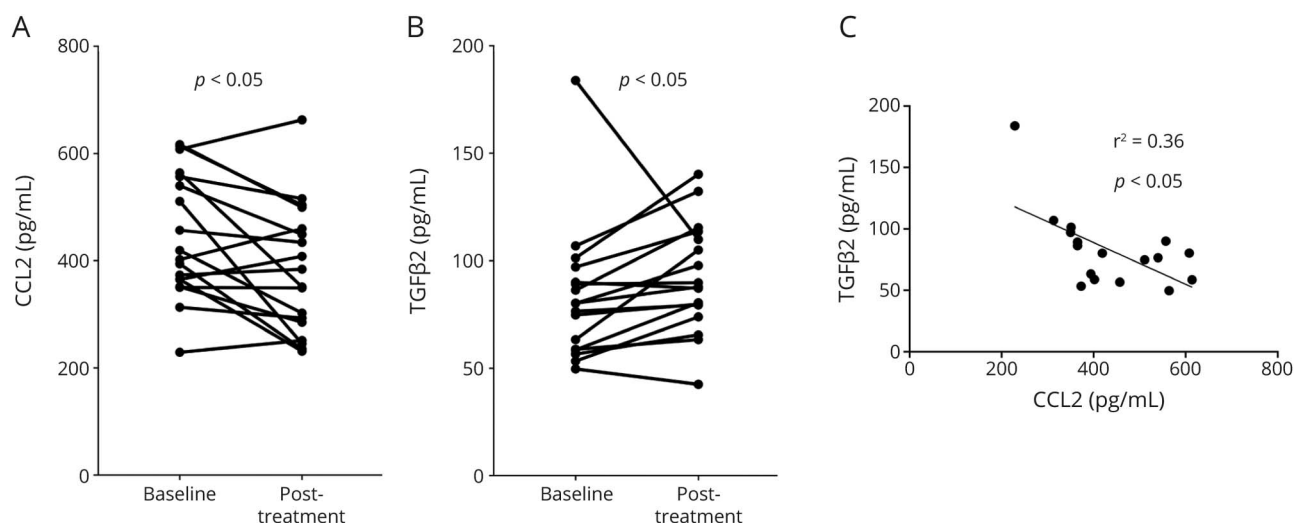 A
CCL2 (pg/mL)
800
600
400
200
0
p < 0.05
Baseline
Post-
treatment
B
TGFβ2 (pg/mL)
200
150
100
50
0
p < 0.05
Baseline
Post-
treatment
C
TGFβ2 (pg/mL)
200
150
100
50
0
r² = 0.36
p < 0.05
0
200
400
600
800
CCL2 (pg/mL)